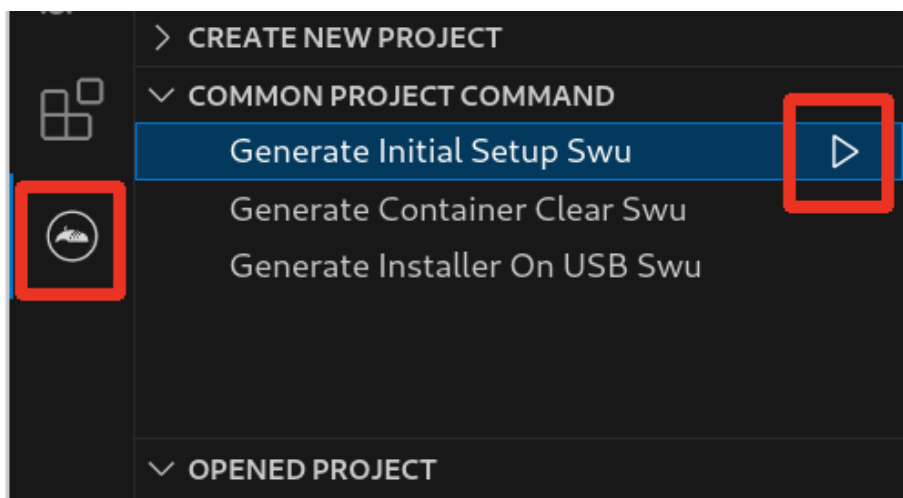 CREATE NEW PROJECT
COMMON PROJECT COMMAND
Generate Initial Setup Swu
Generate Container Clear Swu
Generate Installer On USB Swu
OPENED PROJECT